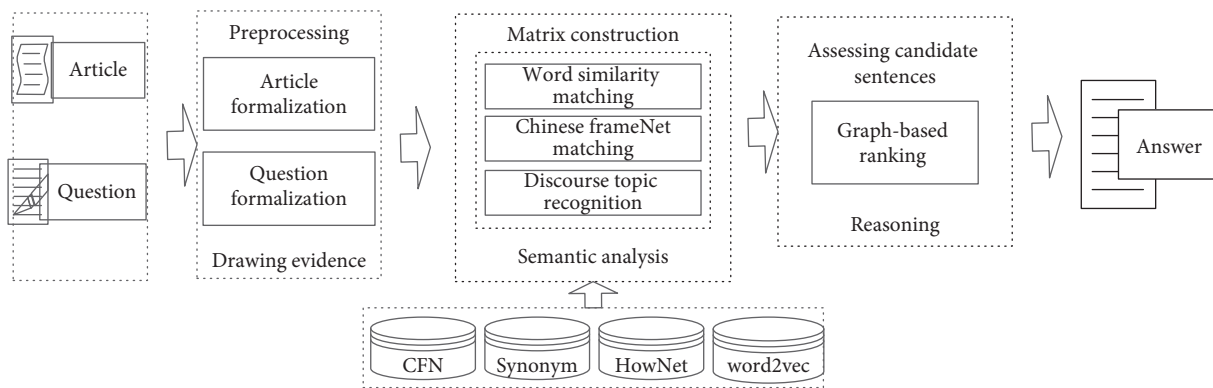 Article
Question
Preprocessing
Article
formalization
Question
formalization
Drawing evidence
Matrix construction
Word similarity
matching
Chinese frameNet
matching
Discourse topic
recognition
Semantic analysis
Assessing candidate
sentences
Graph-based
ranking
Reasoning
Answer
CFN
Synonym
HowNet
word2vec